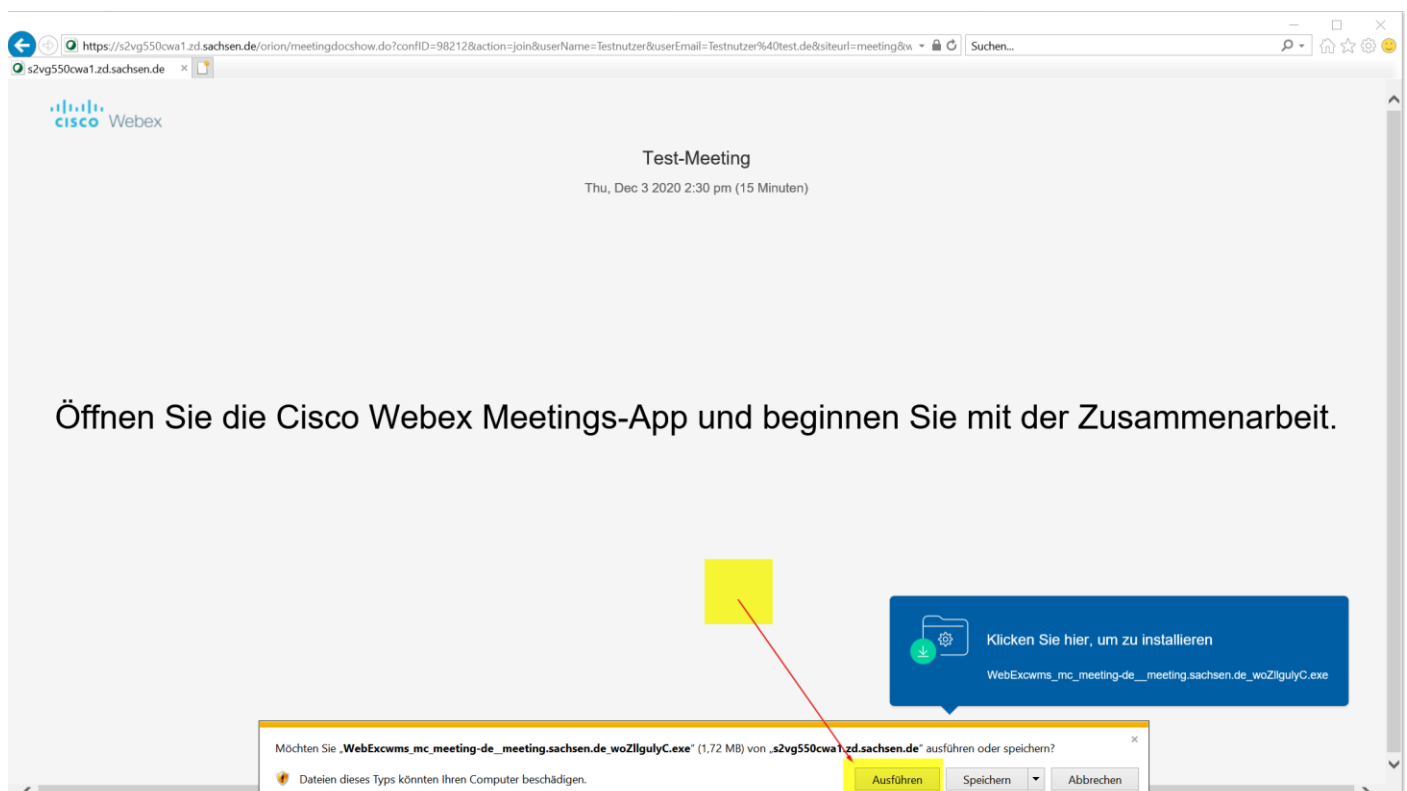 https://s2vg550cwa1.zd.sachsen.de/orion/meetingdocshow.do?confID=98212&action=join&userName=Testnutzer&userEmail=Testnutzer%40test.de&siteurl=meeting&w Suchen...
s2vg550cwa1.zd.sachsen.de
CISCO Webex
Test-Meeting
Thu, Dec 3 2020 2:30 pm (15 Minuten)
Öffnen Sie die Cisco Webex Meetings-App und beginnen Sie mit der Zusammenarbeit.
Klicken Sie hier, um zu installieren
WebExcwms_mc_meeting-de__meeting.sachsen.de_woZllgulyC.exe
Möchten Sie „WebExcwms_mc_meeting-de__meeting.sachsen.de_woZllgulyC.exe“ (1,72 MB) von „s2vg550cwa1.zd.sachsen.de“ ausführen oder speichern?
Dateien dieses Typs könnten Ihren Computer beschädigen. Ausführen Speichern Abbrechen